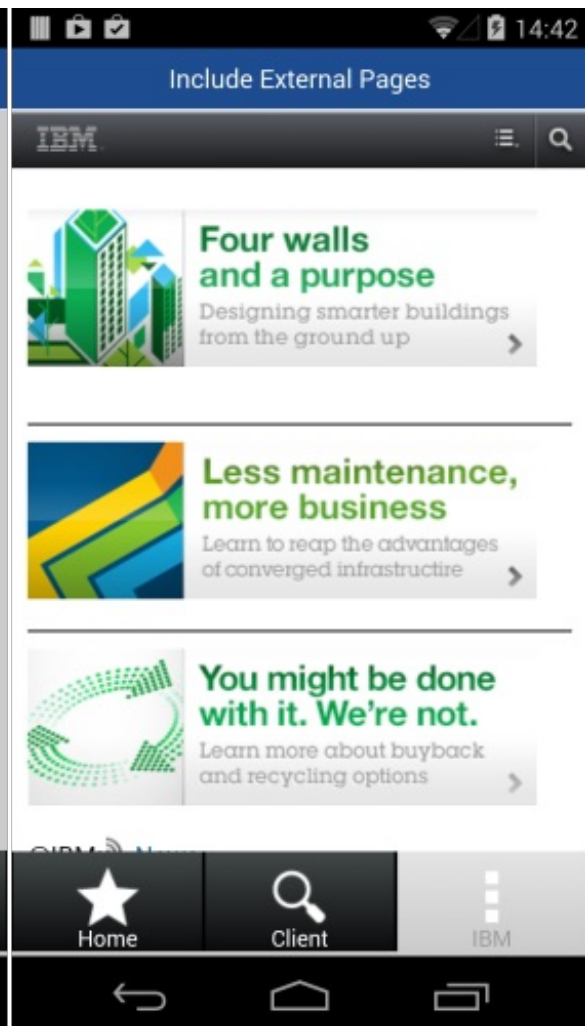 14:42
Include External Pages
IBM
Four walls
and a purpose
Designing smarter buildings
from the ground up
Less maintenance,
more business
Learn to reap the advantages
of converged infrastructire
You might be done
with it. We're not.
Learn more about buyback
and recycling options
Home
Client
IBM